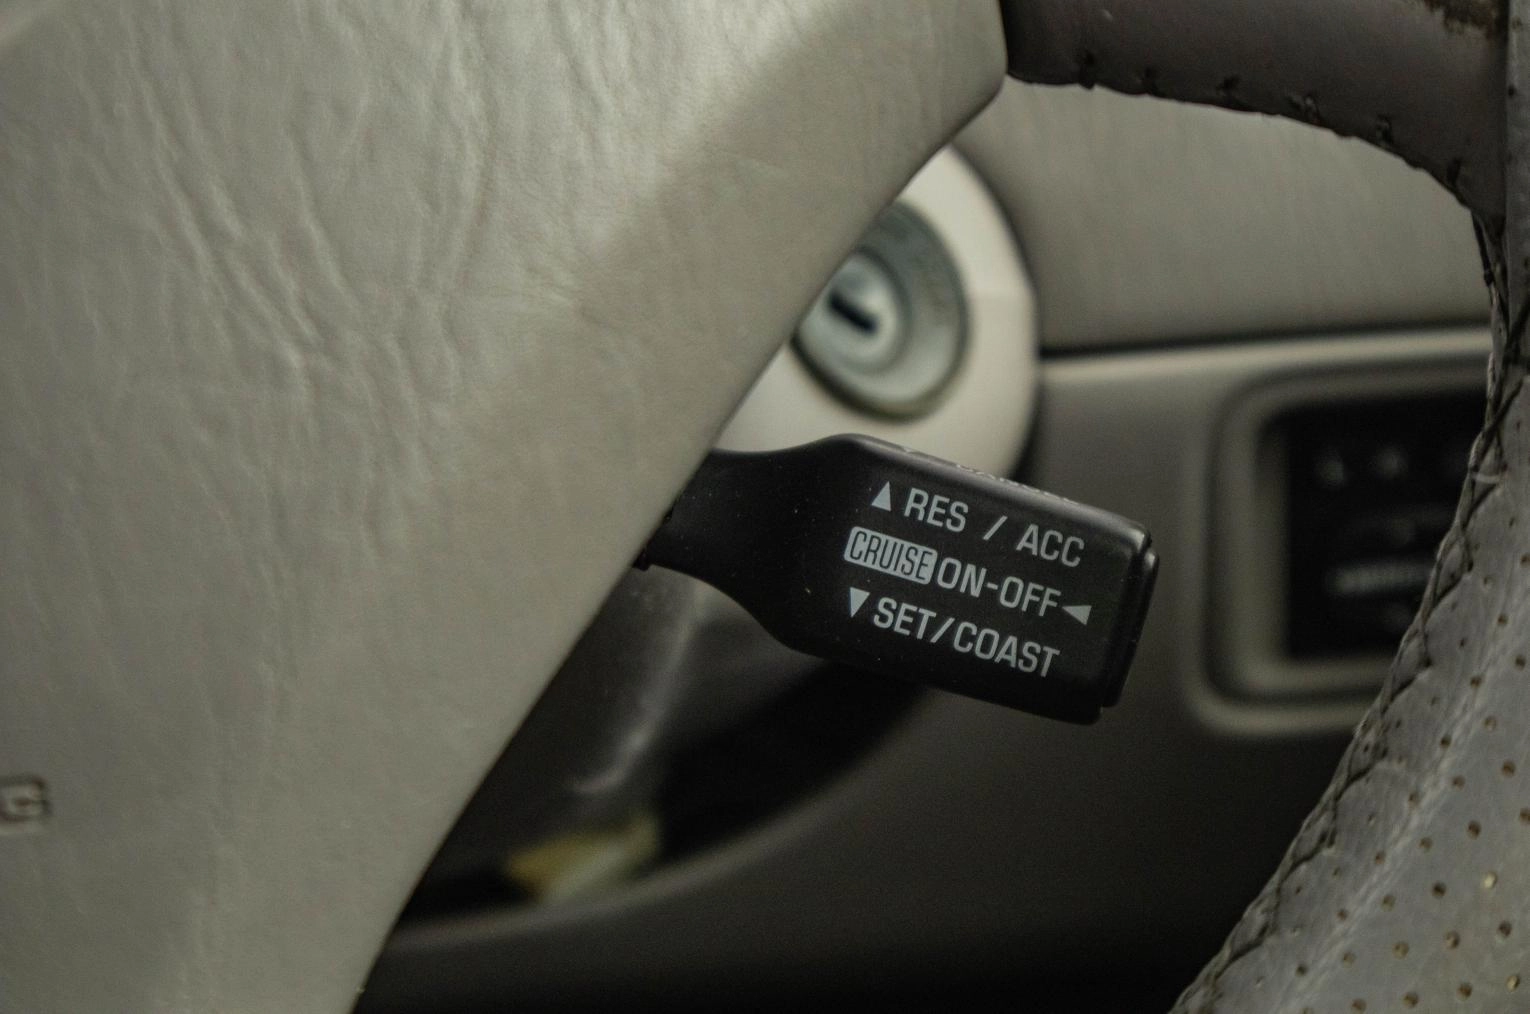 ▲ RES / ACC
CRUISE ON-OFF ◀
▼ SET/COAST